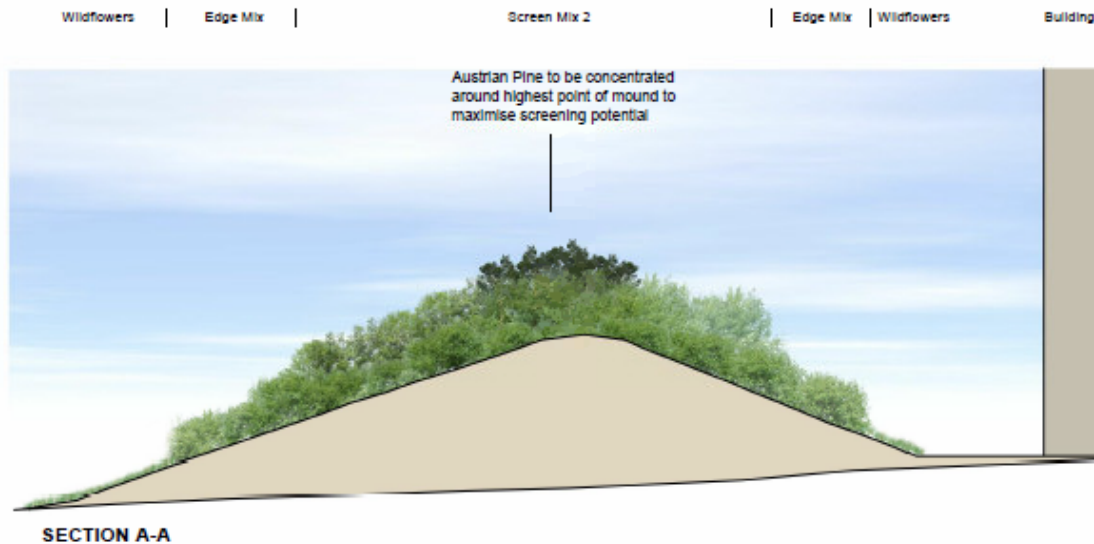 Wildflowers | Edge Mix | Screen Mix 2 | Edge Mix | Wildflowers Building
Austrian Pine to be concentrated
around highest point of mound to
maximise screening potential
SECTION A-A